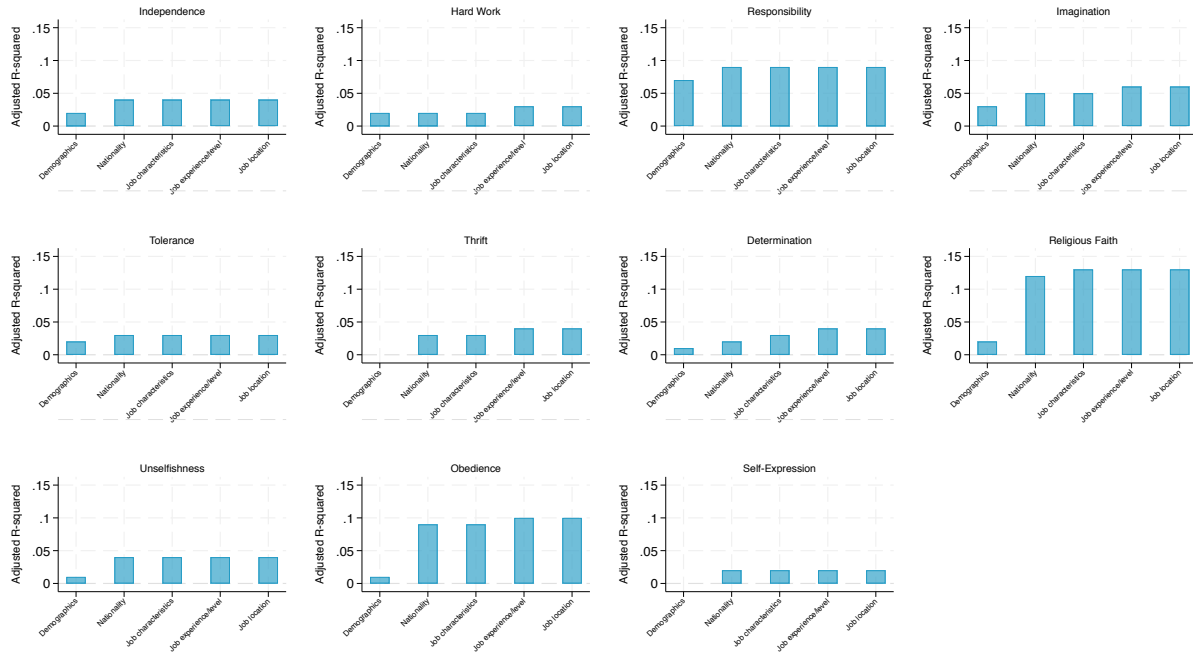 Independence
Adjusted R-squared
.15
.1
.05
0
Demographics
Nationality
Job characteristics
Job experience/level
Job location
Hard Work
Adjusted R-squared
.15
.1
.05
0
Demographics
Nationality
Job characteristics
Job experience/level
Job location
Responsibility
Adjusted R-squared
.15
.1
.05
0
Demographics
Nationality
Job characteristics
Job experience/level
Job location
Imagination
Adjusted R-squared
.15
.1
.05
0
Demographics
Nationality
Job characteristics
Job experience/level
Job location
Tolerance
Adjusted R-squared
.15
.1
.05
0
Demographics
Nationality
Job characteristics
Job experience/level
Job location
Thrift
Adjusted R-squared
.15
.1
.05
0
Demographics
Nationality
Job characteristics
Job experience/level
Job location
Determination
Adjusted R-squared
.15
.1
.05
0
Demographics
Nationality
Job characteristics
Job experience/level
Job location
Religious Faith
Adjusted R-squared
.15
.1
.05
0
Demographics
Nationality
Job characteristics
Job experience/level
Job location
Unselfishness
Adjusted R-squared
.15
.1
.05
0
Demographics
Nationality
Job characteristics
Job experience/level
Job location
Obedience
Adjusted R-squared
.15
.1
.05
0
Demographics
Nationality
Job characteristics
Job experience/level
Job location
Self-Expression
Adjusted R-squared
.15
.1
.05
0
Demographics
Nationality
Job characteristics
Job experience/level
Job location